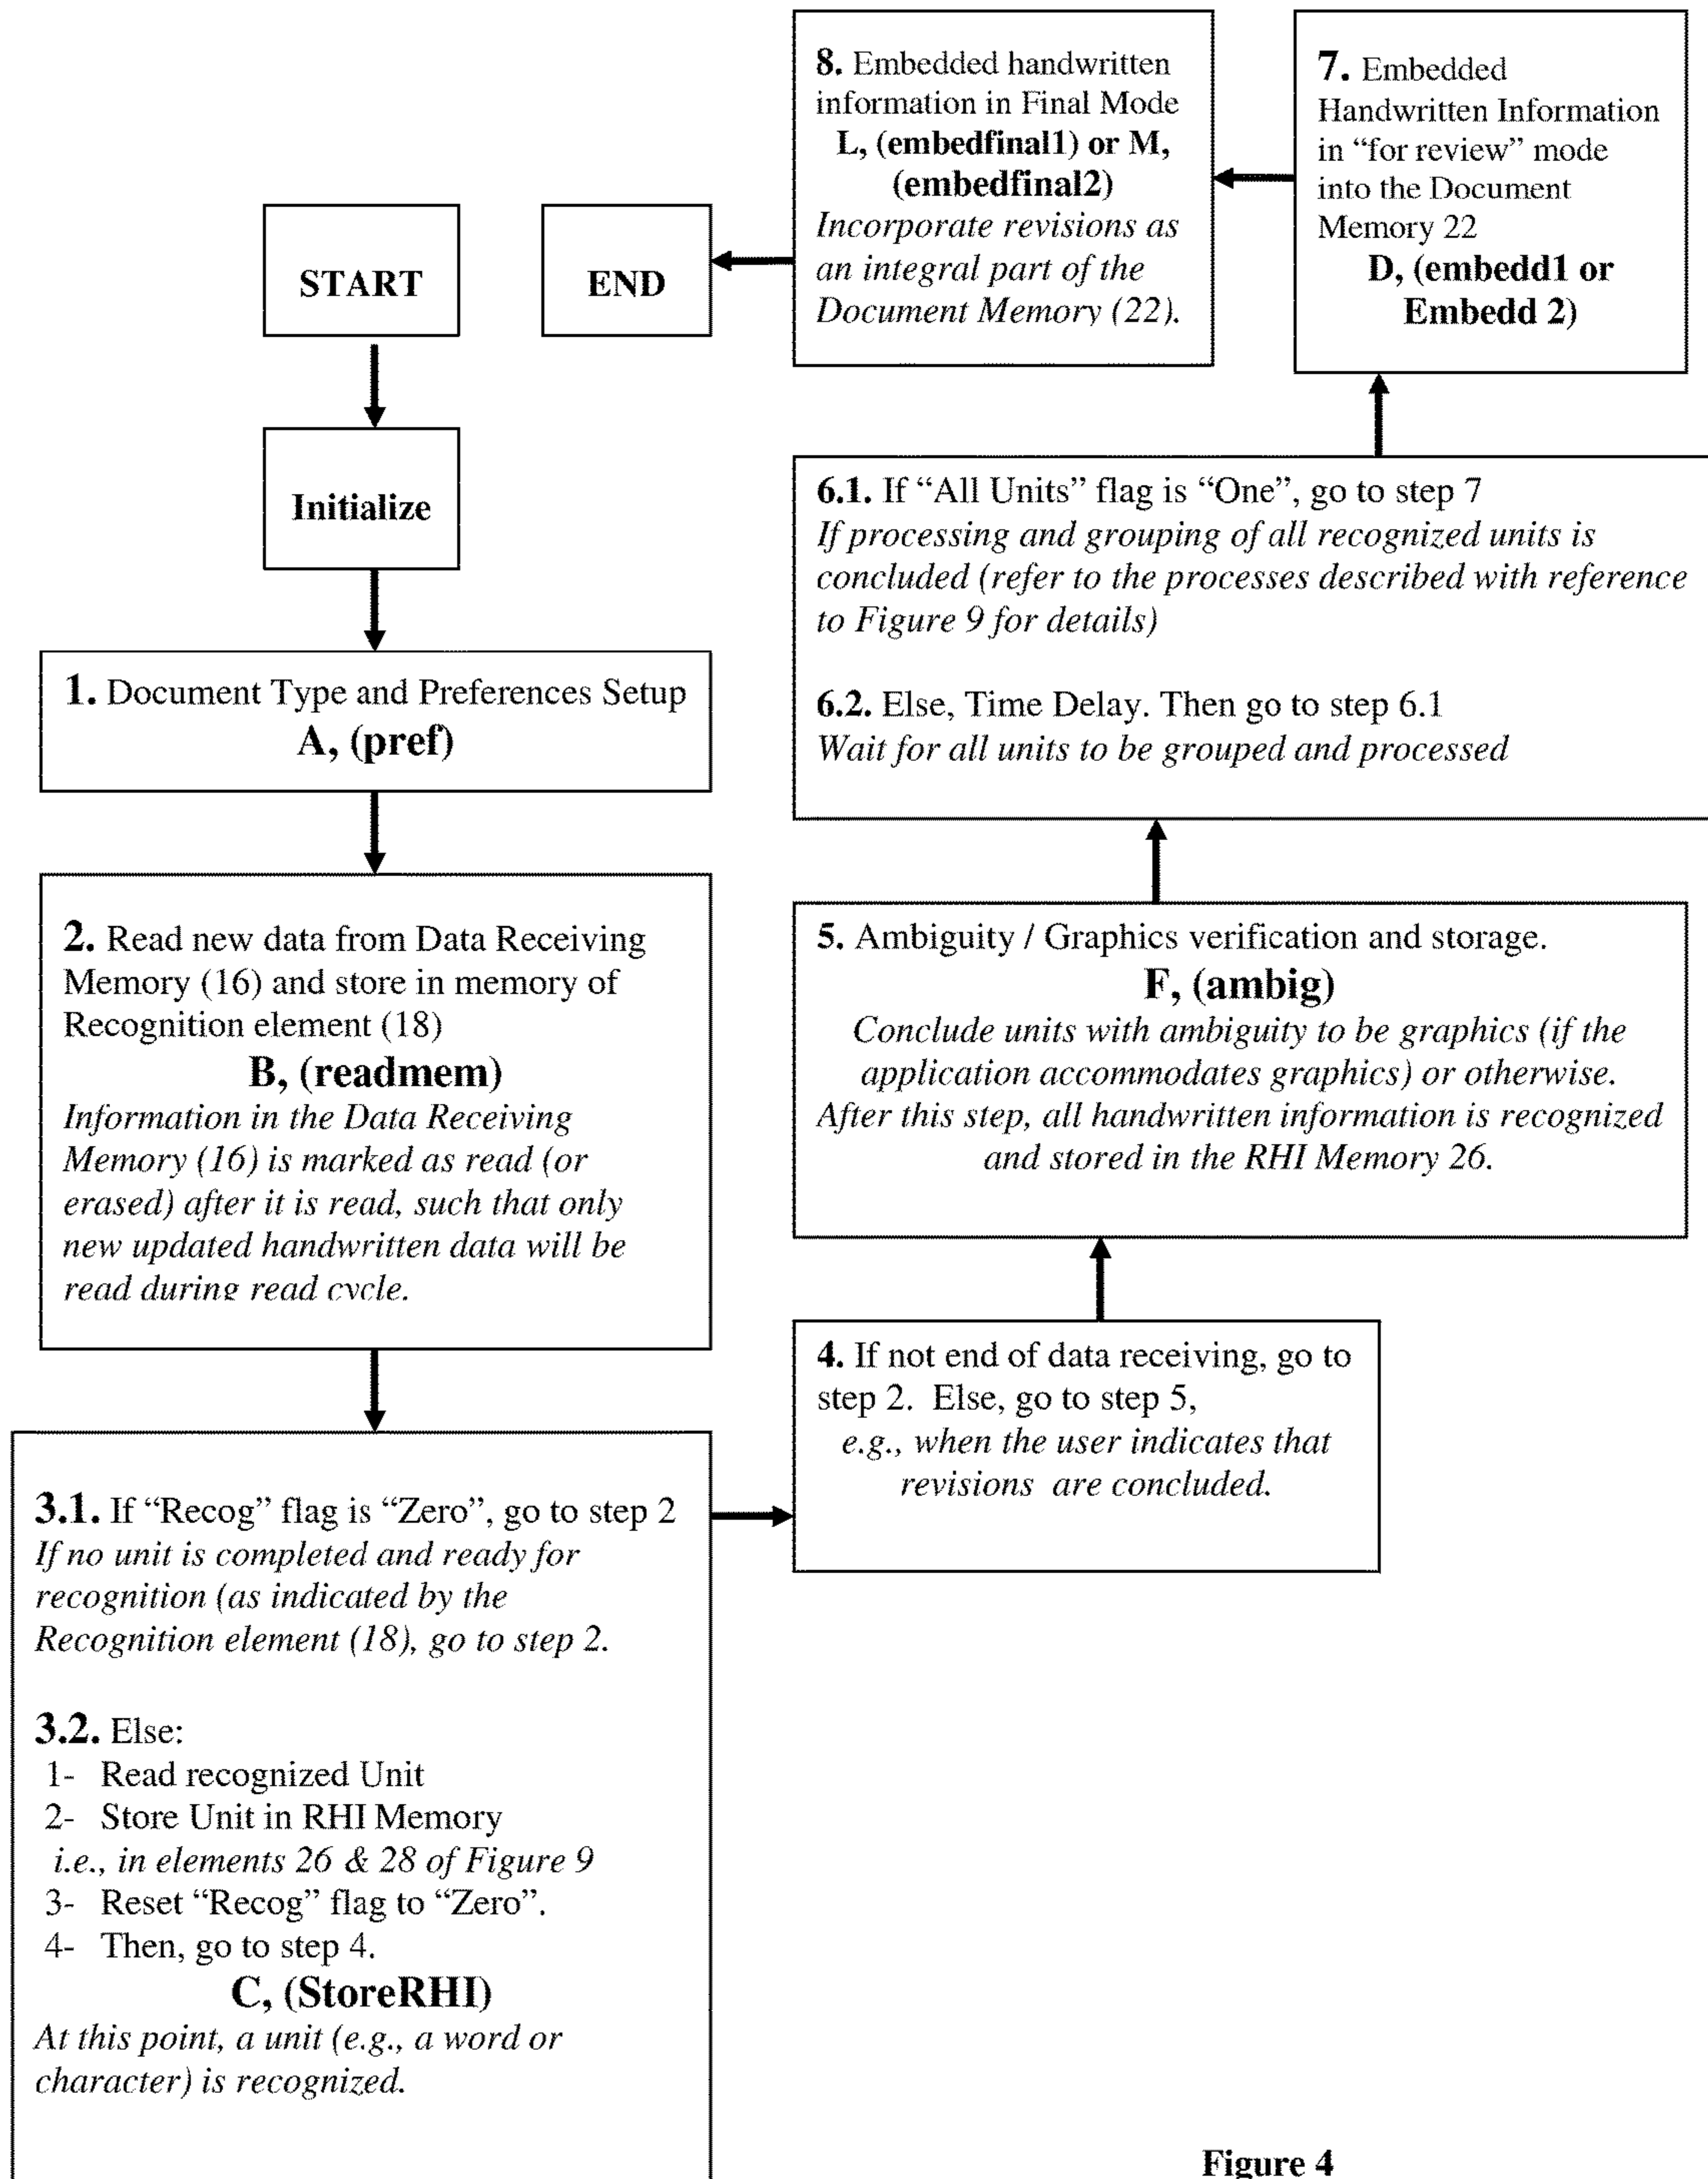 START
Initialize
1. Document Type and Preferences Setup
A, (pref)
2. Read new data from Data Receiving
Memory (16) and store in memory of
Recognition element (18)
B, (readmem)
Information in the Data Receiving
Memory (16) is marked as read (or
erased) after it is read, such that only
new updated handwritten data will be
read during read cycle.
3.1. If “Recog” flag is “Zero”, go to step 2
If no unit is completed and ready for
recognition (as indicated by the
Recognition element (18), go to step 2.
3.2. Else:
1- Read recognized Unit
2- Store Unit in RHI Memory
i.e., in elements 26 & 28 of Figure 9
3- Reset “Recog” flag to “Zero”.
4- Then, go to step 4.
C, (StoreRHI)
At this point, a unit (e.g., a word or
character) is recognized.
4. If not end of data receiving, go to
step 2. Else, go to step 5,
e.g., when the user indicates that
revisions are concluded.
5. Ambiguity / Graphics verification and storage.
F, (ambig)
Conclude units with ambiguity to be graphics (if the
application accommodates graphics) or otherwise.
After this step, all handwritten information is recognized
and stored in the RHI Memory 26.
6.1. If “All Units” flag is “One”, go to step 7
If processing and grouping of all recognized units is
concluded (refer to the processes described with reference
to Figure 9 for details)
6.2. Else, Time Delay. Then go to step 6.1
Wait for all units to be grouped and processed
7. Embedded
Handwritten Information
in “for review” mode
into the Document
Memory 22
D, (embedd1 or
Embedd 2)
8. Embedded handwritten
information in Final Mode
L, (embedfinal1) or M,
(embedfinal2)
Incorporate revisions as
an integral part of the
Document Memory (22).
END
Figure 4